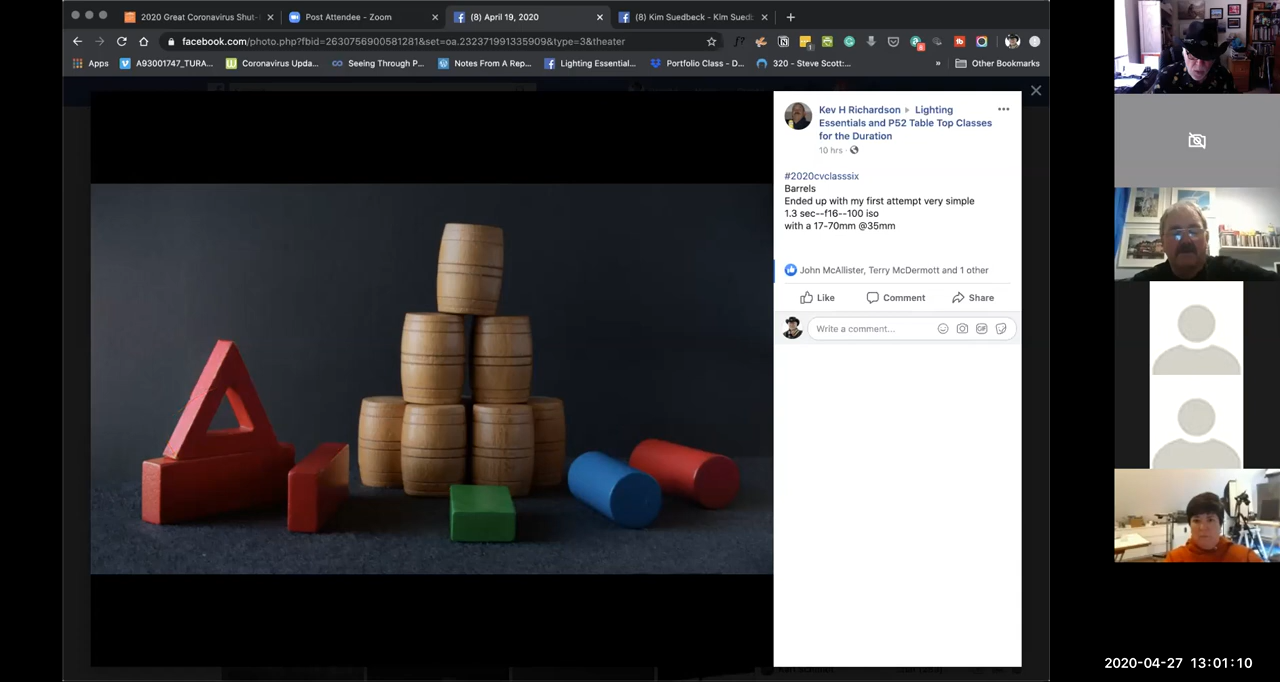 2020 Great Coronavirus Shut-
Post Attendee - Zoom
(8) April 19, 2020
(8) Kim Suedbeck - Kim Suedb
facebook.com/photo.php?fbid=2630756900581281&set=oa.232371991335909&type=3&theater
Apps
A93001747_TURA...
Coronavirus Upda...
Seeing Through P...
Notes From A Rep...
Lighting Essential...
Portfolio Class - D...
320 - Steve Scott:...
»
Other Bookmarks
Kev H Richardson ▸ Lighting
Essentials and P52 Table Top Classes
for the Duration
10 hrs ·
#2020cvclasssix
Barrels
Ended up with my first attempt very simple
1.3 sec--f16--100 iso
with a 17-70mm @35mm
John McAllister, Terry McDermott and 1 other
Like
Comment
Share
Write a comment...
GIF
2020-04-27 13:01:10